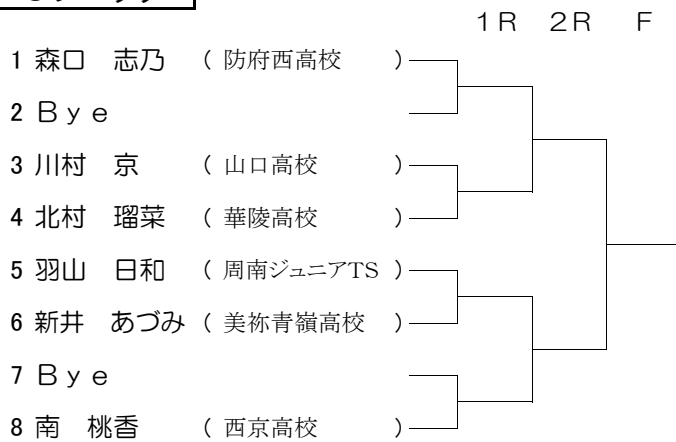 １Ｒ ２Ｒ Ｆ
1 森口　志乃 （ 防府西高校 ）
2 Ｂｙｅ
3 川村　京 （ 山口高校 ）
4 北村　瑠菜 （ 華陵高校 ）
5 羽山　日和 （ 周南ジュニアTS ）
6 新井　あづみ （ 美祢青嶺高校 ）
7 Ｂｙｅ
8 南　桃香 （ 西京高校 ）